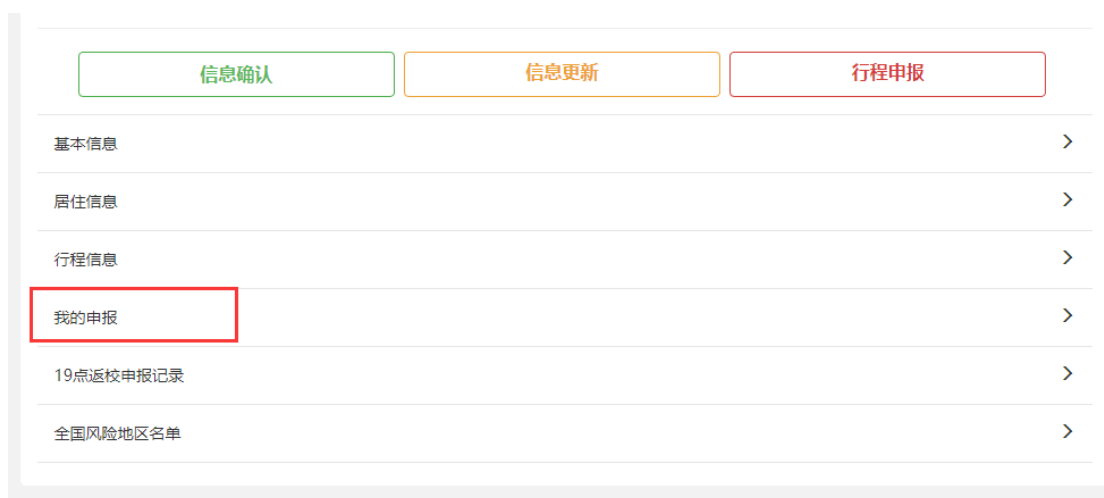 信息确认 信息更新 行程申报
基本信息
居住信息
行程信息
我的申报
19点返校申报记录
全国风险地区名单